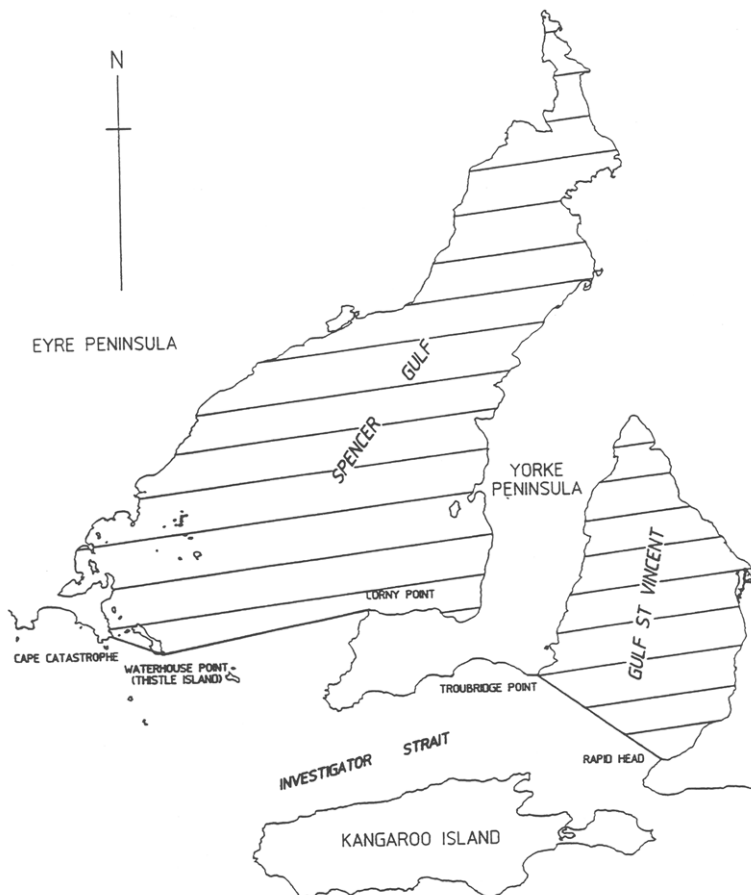 N
EYRE PENINSULA
GULF
SPENCER
YORKE
PENINSULA
GULF ST VINCENT
CORNY POINT
CAPE CATASTROPHE
WATERHOUSE POINT
(THISTLE ISLAND)
TROUBRIDGE POINT
INVESTIGATOR STRAIT
RAPID HEAD
KANGAROO ISLAND